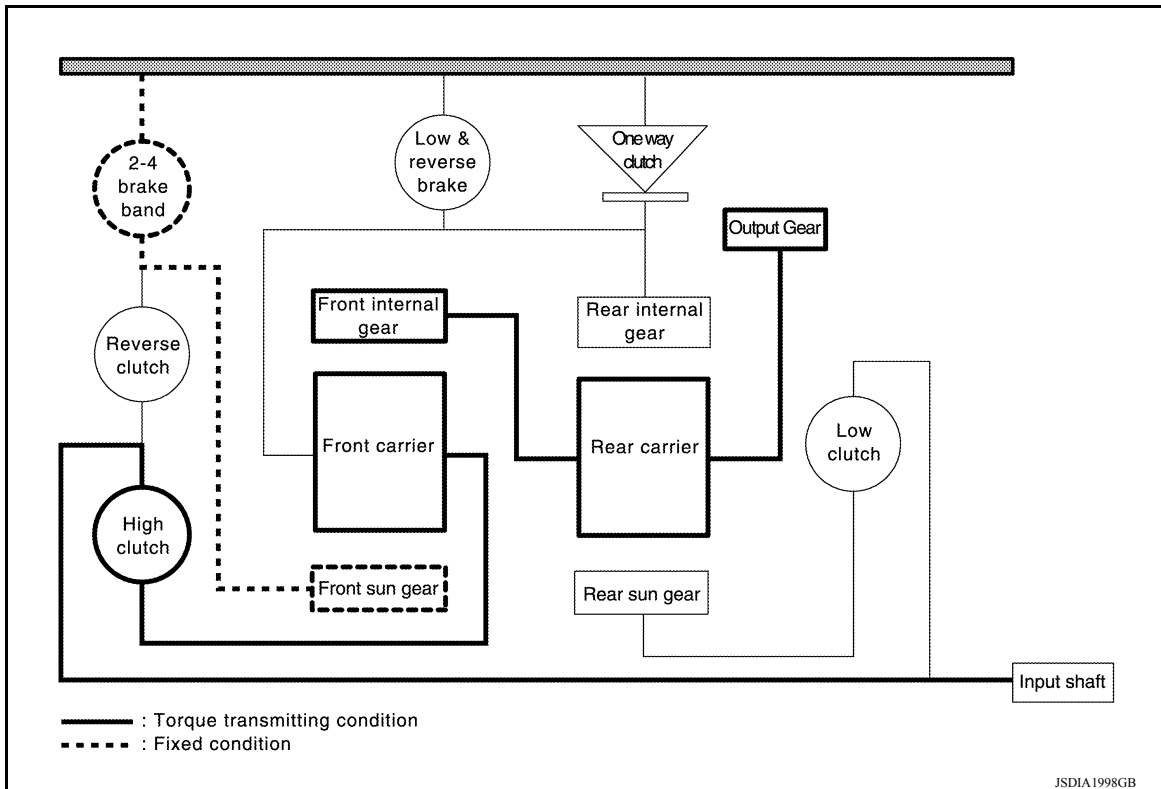 2-4
brake
band
Low &
reverse
brake
One way
clutch
Output Gear
Front internal
gear
Rear internal
gear
Reverse
clutch
Front carrier
Rear carrier
Low
clutch
High
clutch
Front sun gear
Rear sun gear
Input shaft
: Torque transmitting condition
: Fixed condition
JSDIA1998GB